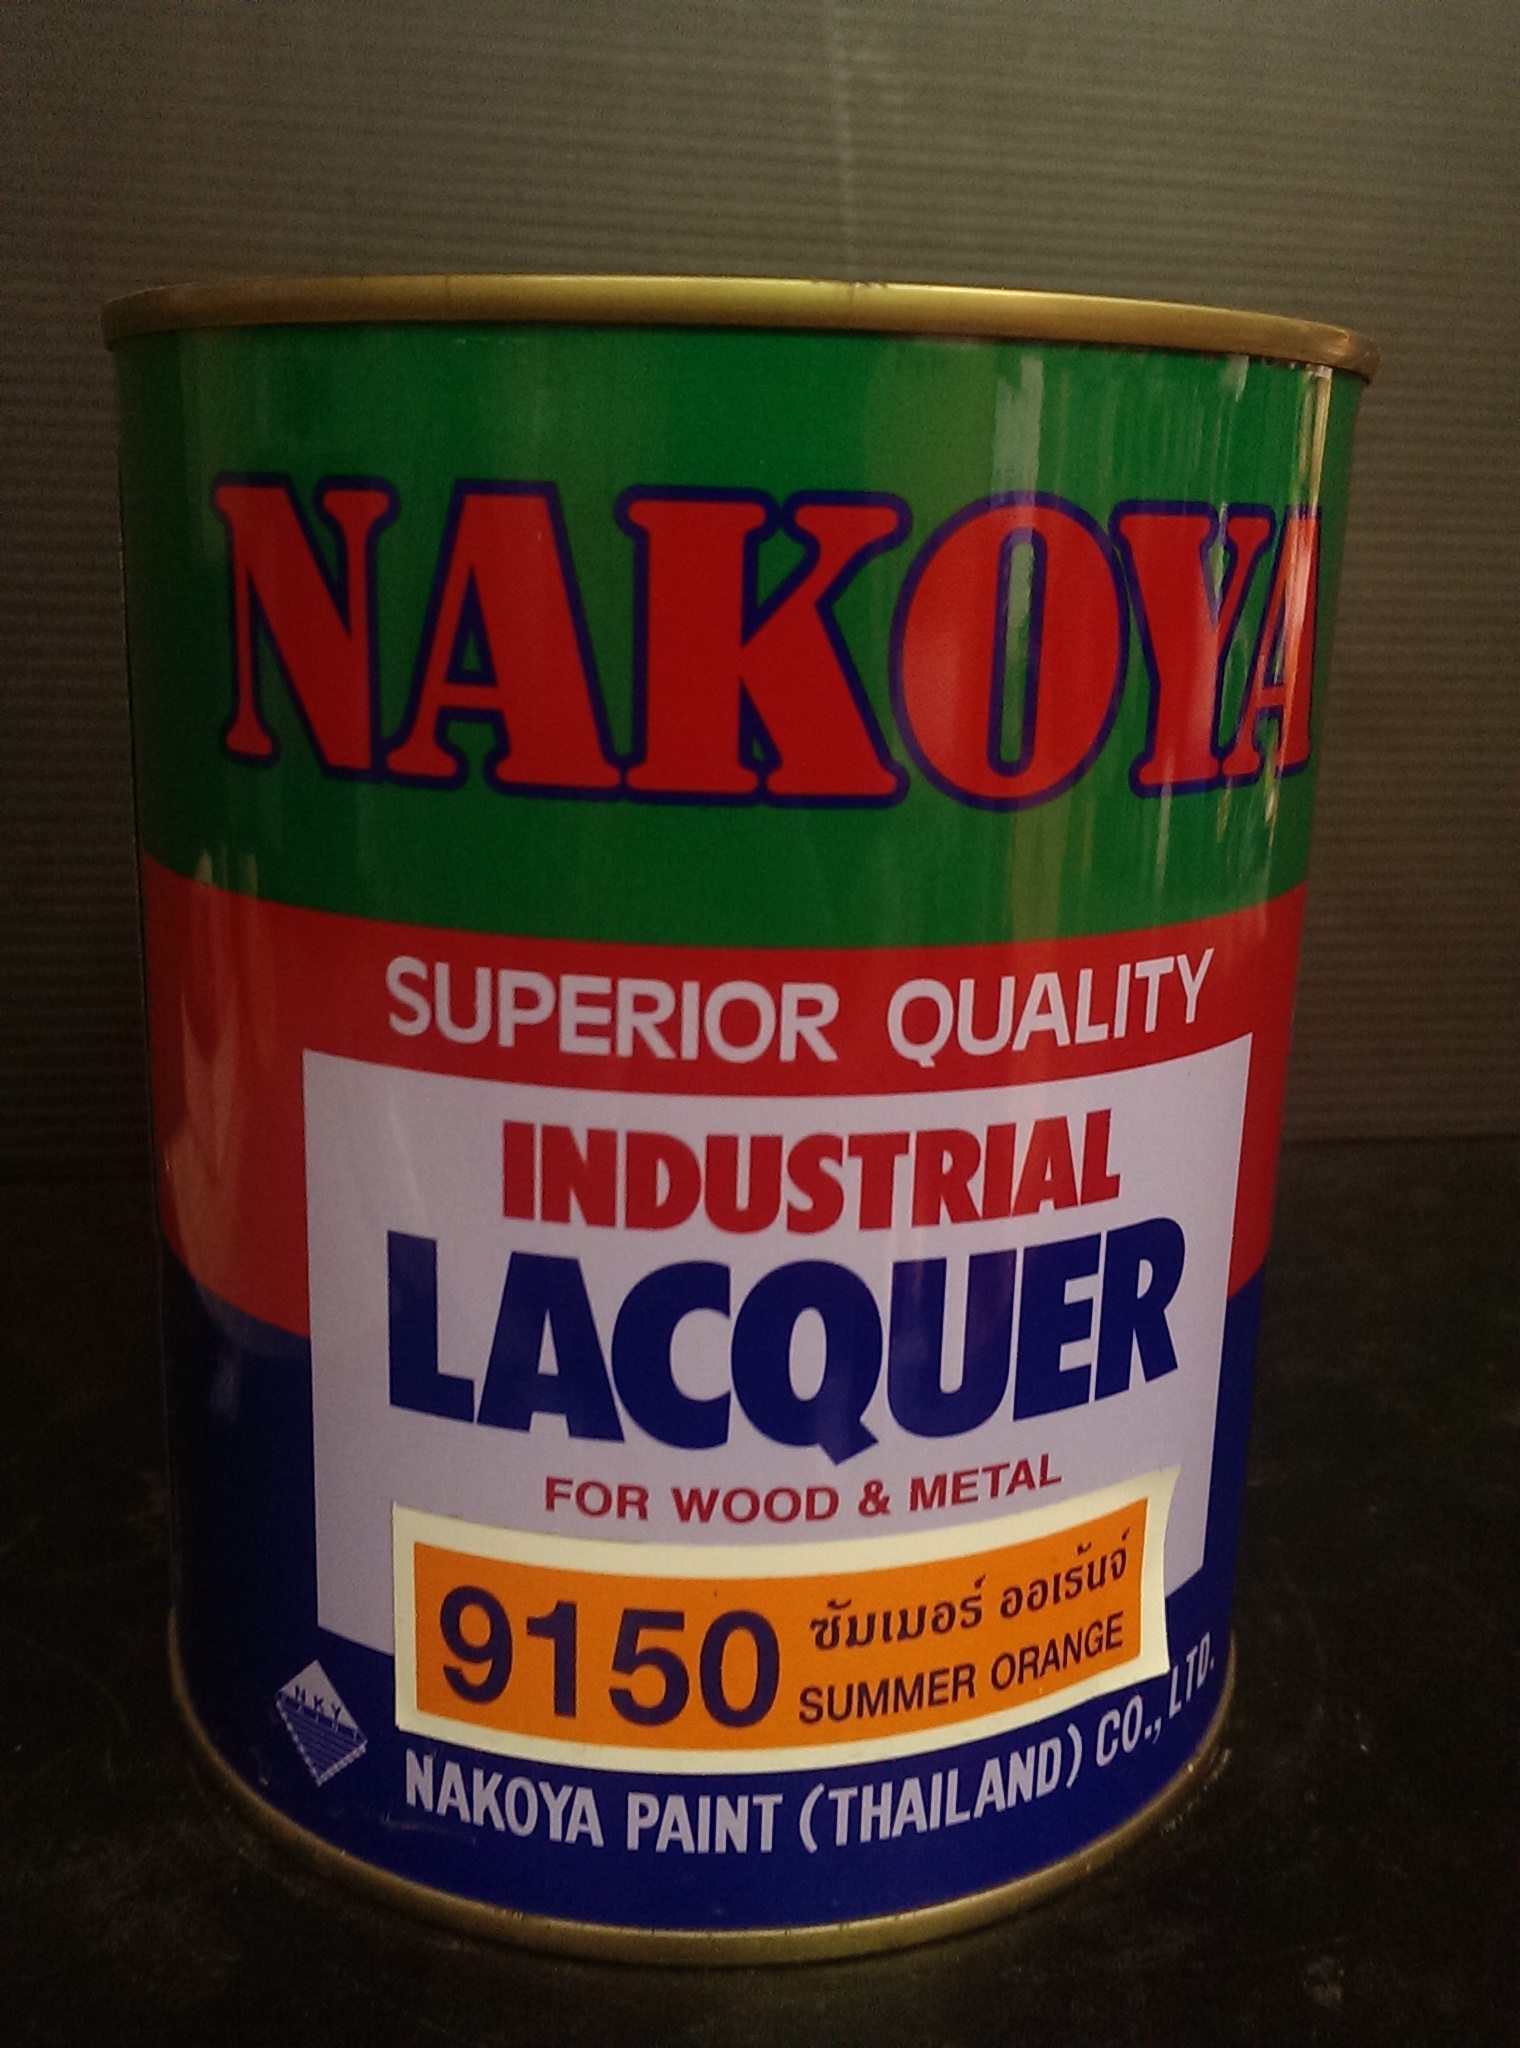 NAKOYA
SUPERIOR QUALITY
INDUSTRIAL
LACQUER
FOR WOOD & METAL
9150
ซัมเมอร์ ออเร้นจ์
SUMMER ORANGE
NKY
NAKOYA PAINT (THAILAND) CO., LTD.